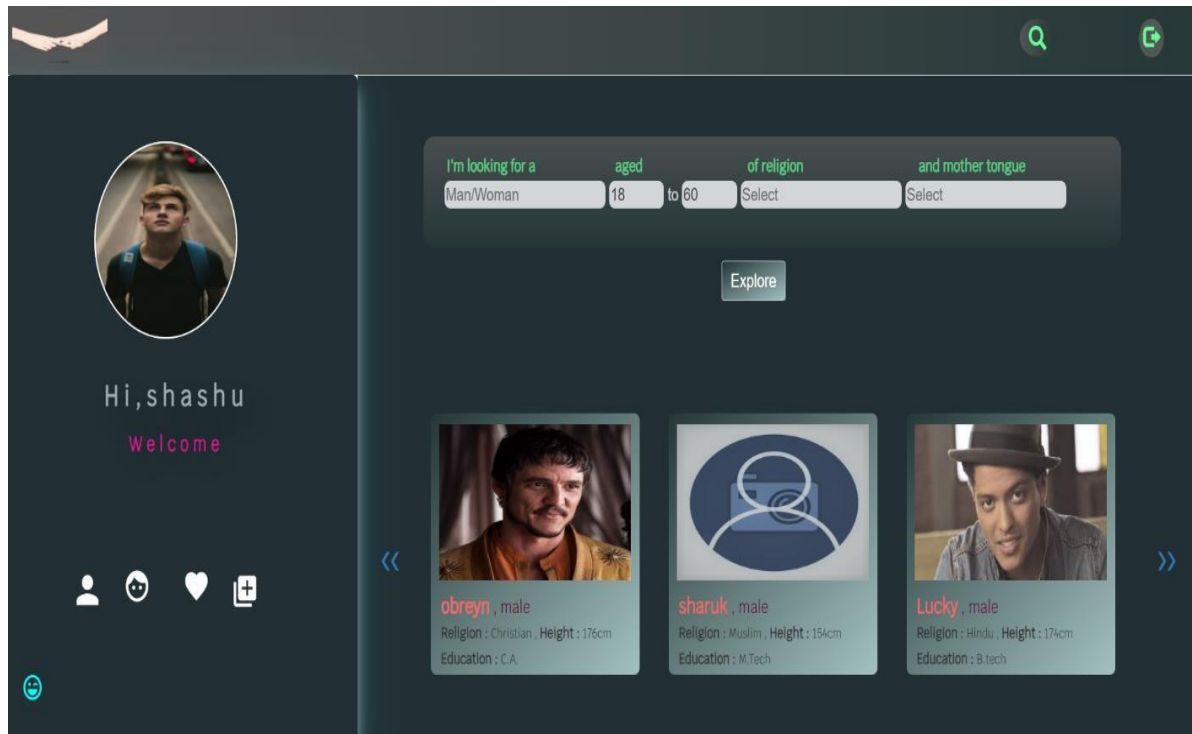 I'm looking for a aged of religion and mother tongue
Man/Woman 18 to 60 Select Select
Explore
Hi,shashu
Welcome
obreyn , male
Religion : Christian , Height : 176cm
Education : C.A.
sharuk , male
Religion : Muslim , Height : 154cm
Education : M.Tech
Lucky , male
Religion : Hindu , Height : 174cm
Education : B.tech